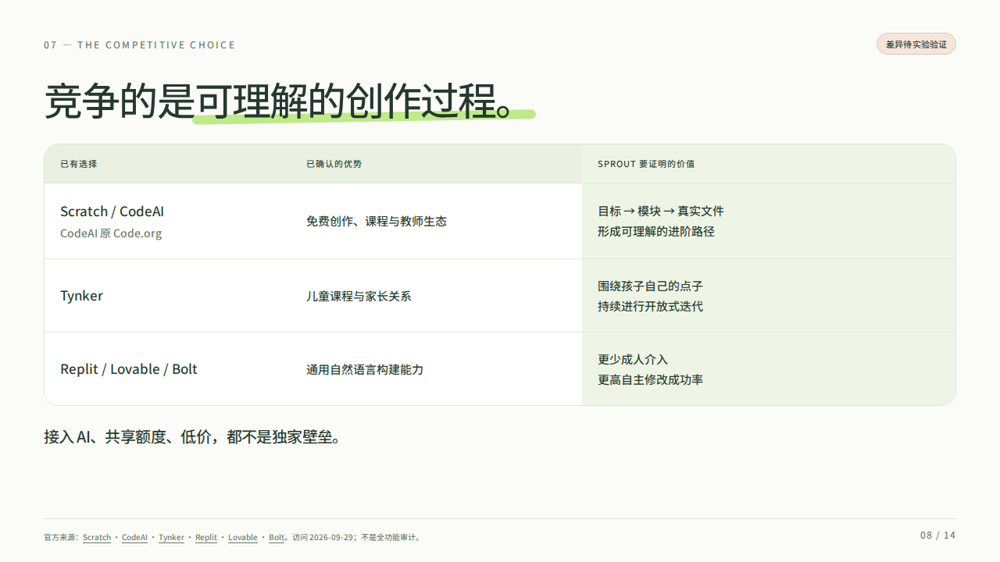 07 — THE COMPETITIVE CHOICE
差异待实验验证
竞争的是可理解的创作过程。
已有选择
已确认的优势
SPROUT 要证明的价值
Scratch / CodeAI
CodeAI 原 Code.org
免费创作、课程与教师生态
目标 → 模块 → 真实文件
形成可理解的进阶路径
Tynker
儿童课程与家长关系
围绕孩子自己的点子
持续进行开放式迭代
Replit / Lovable / Bolt
通用自然语言构建能力
更少成人介入
更高自主修改成功率
接入 AI、共享额度、低价，都不是独家壁垒。
官方来源：Scratch · CodeAI · Tynker · Replit · Lovable · Bolt。访问 2026-09-29；不是全功能审计。
08 / 14